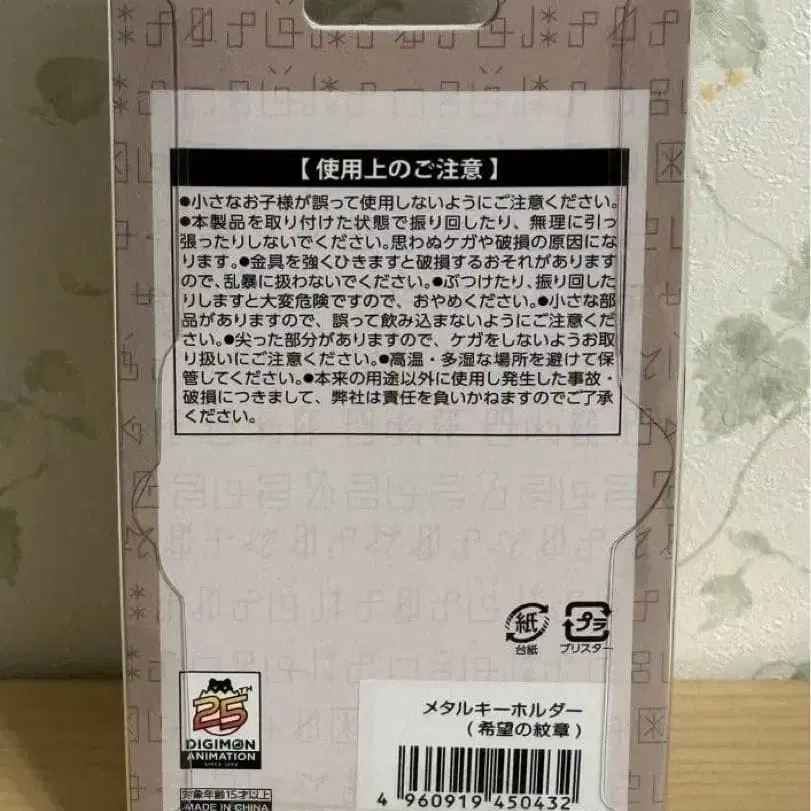 【使用上のご注意】
●小さなお子様が誤って使用しないようにご注意ください。
●本製品を取り付けた状態で振り回したり、無理に引っ
張ったりしないでください。思わぬケガや破損の原因にな
ります。●金具を強くひきますと破損するおそれがあります
ので、乱暴に扱わないでください。●ぶつけたり、振り回した
りしますと大変危険ですので、おやめください。●小さな部
品がありますので、誤って飲み込まないようにご注意くだ
さい。●尖った部分がありますので、ケガをしないようお取
り扱いにご注意ください。●高温・多湿な場所を避けて保
管してください。●本来の用途以外に使用し発生した事故・
破損につきまして、弊社は責任を負いかねますのでご了承
ください。
紙
プラ
台紙
ブリスター
25
TM
DIGIMON
ANIMATION
SINCE 1999
メタルキーホルダー
(希望の紋章)
4 960919 450432
対象年齢15才以上
MADE IN CHINA